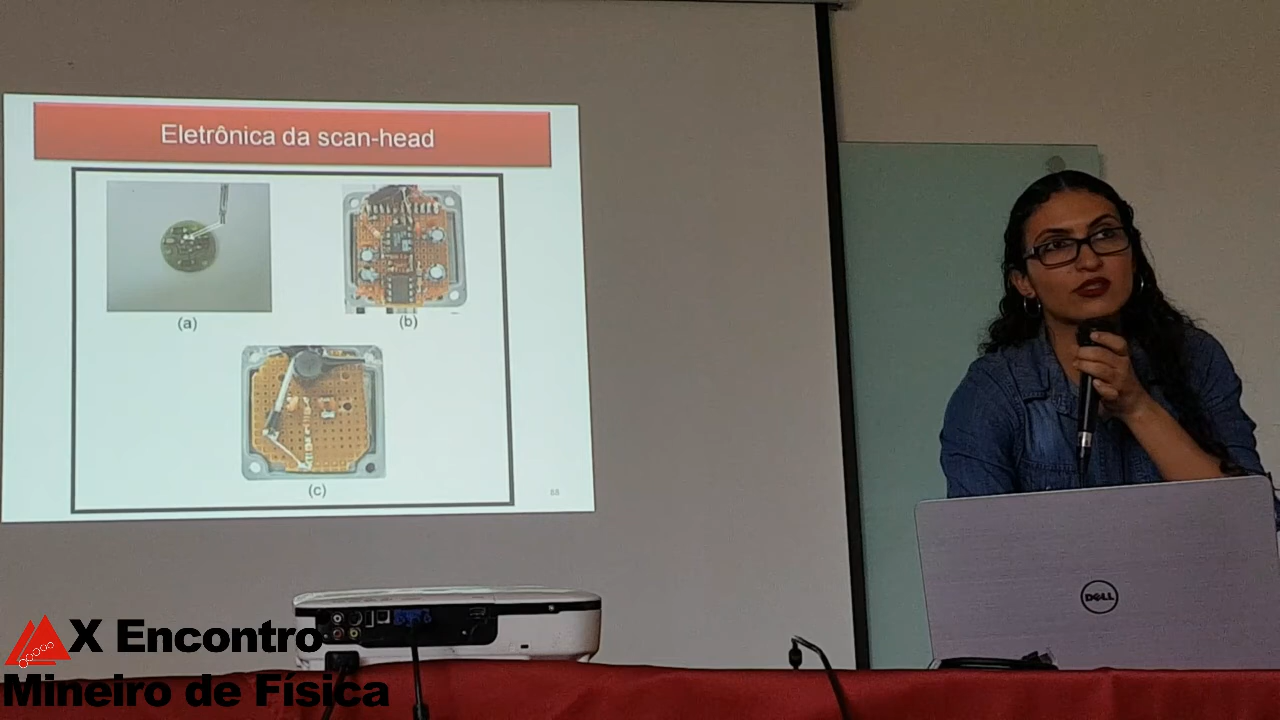 Eletrônica da scan-head
(a)
(b)
(c)
DELL
X Encontro
Mineiro de Física